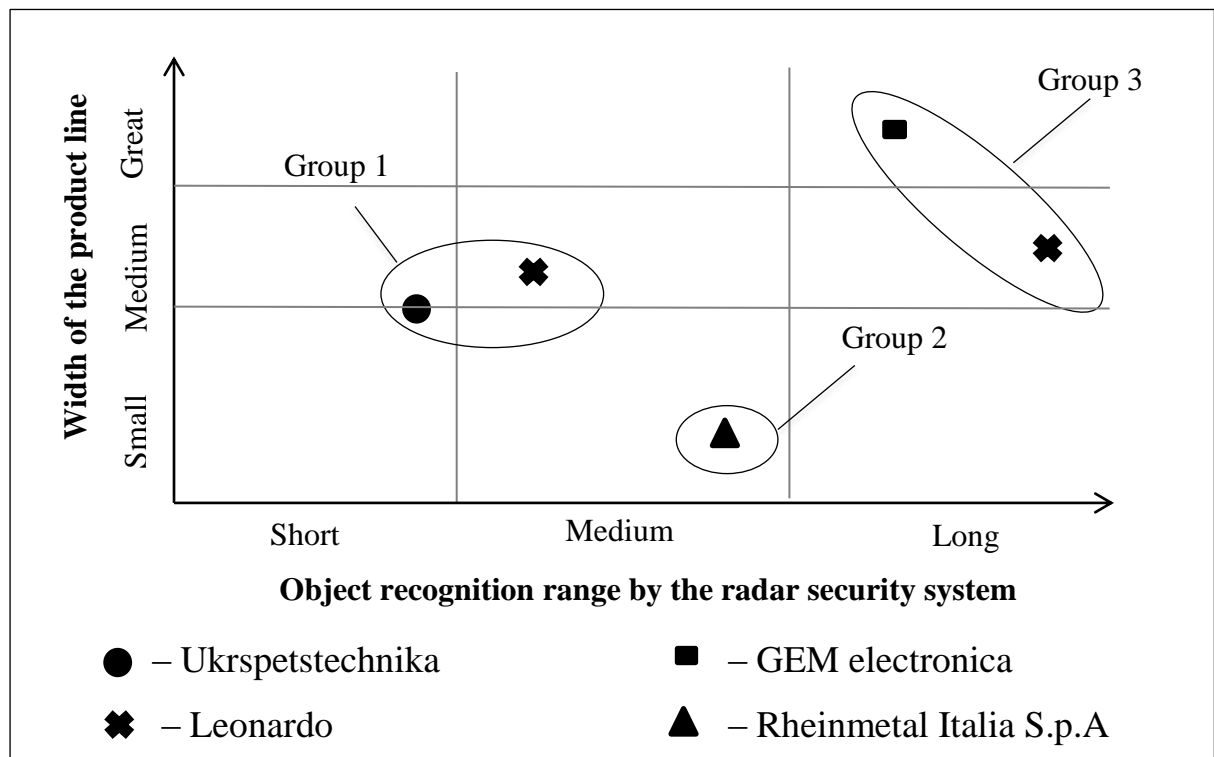 Group 3
Group 1
Group 2
Width of the product line
Great
Medium
Small
Short
Medium
Long
Object recognition range by the radar security system
– Ukrspetstechnika
– GEM electronica
– Leonardo
– Rheinmetal Italia S.p.A